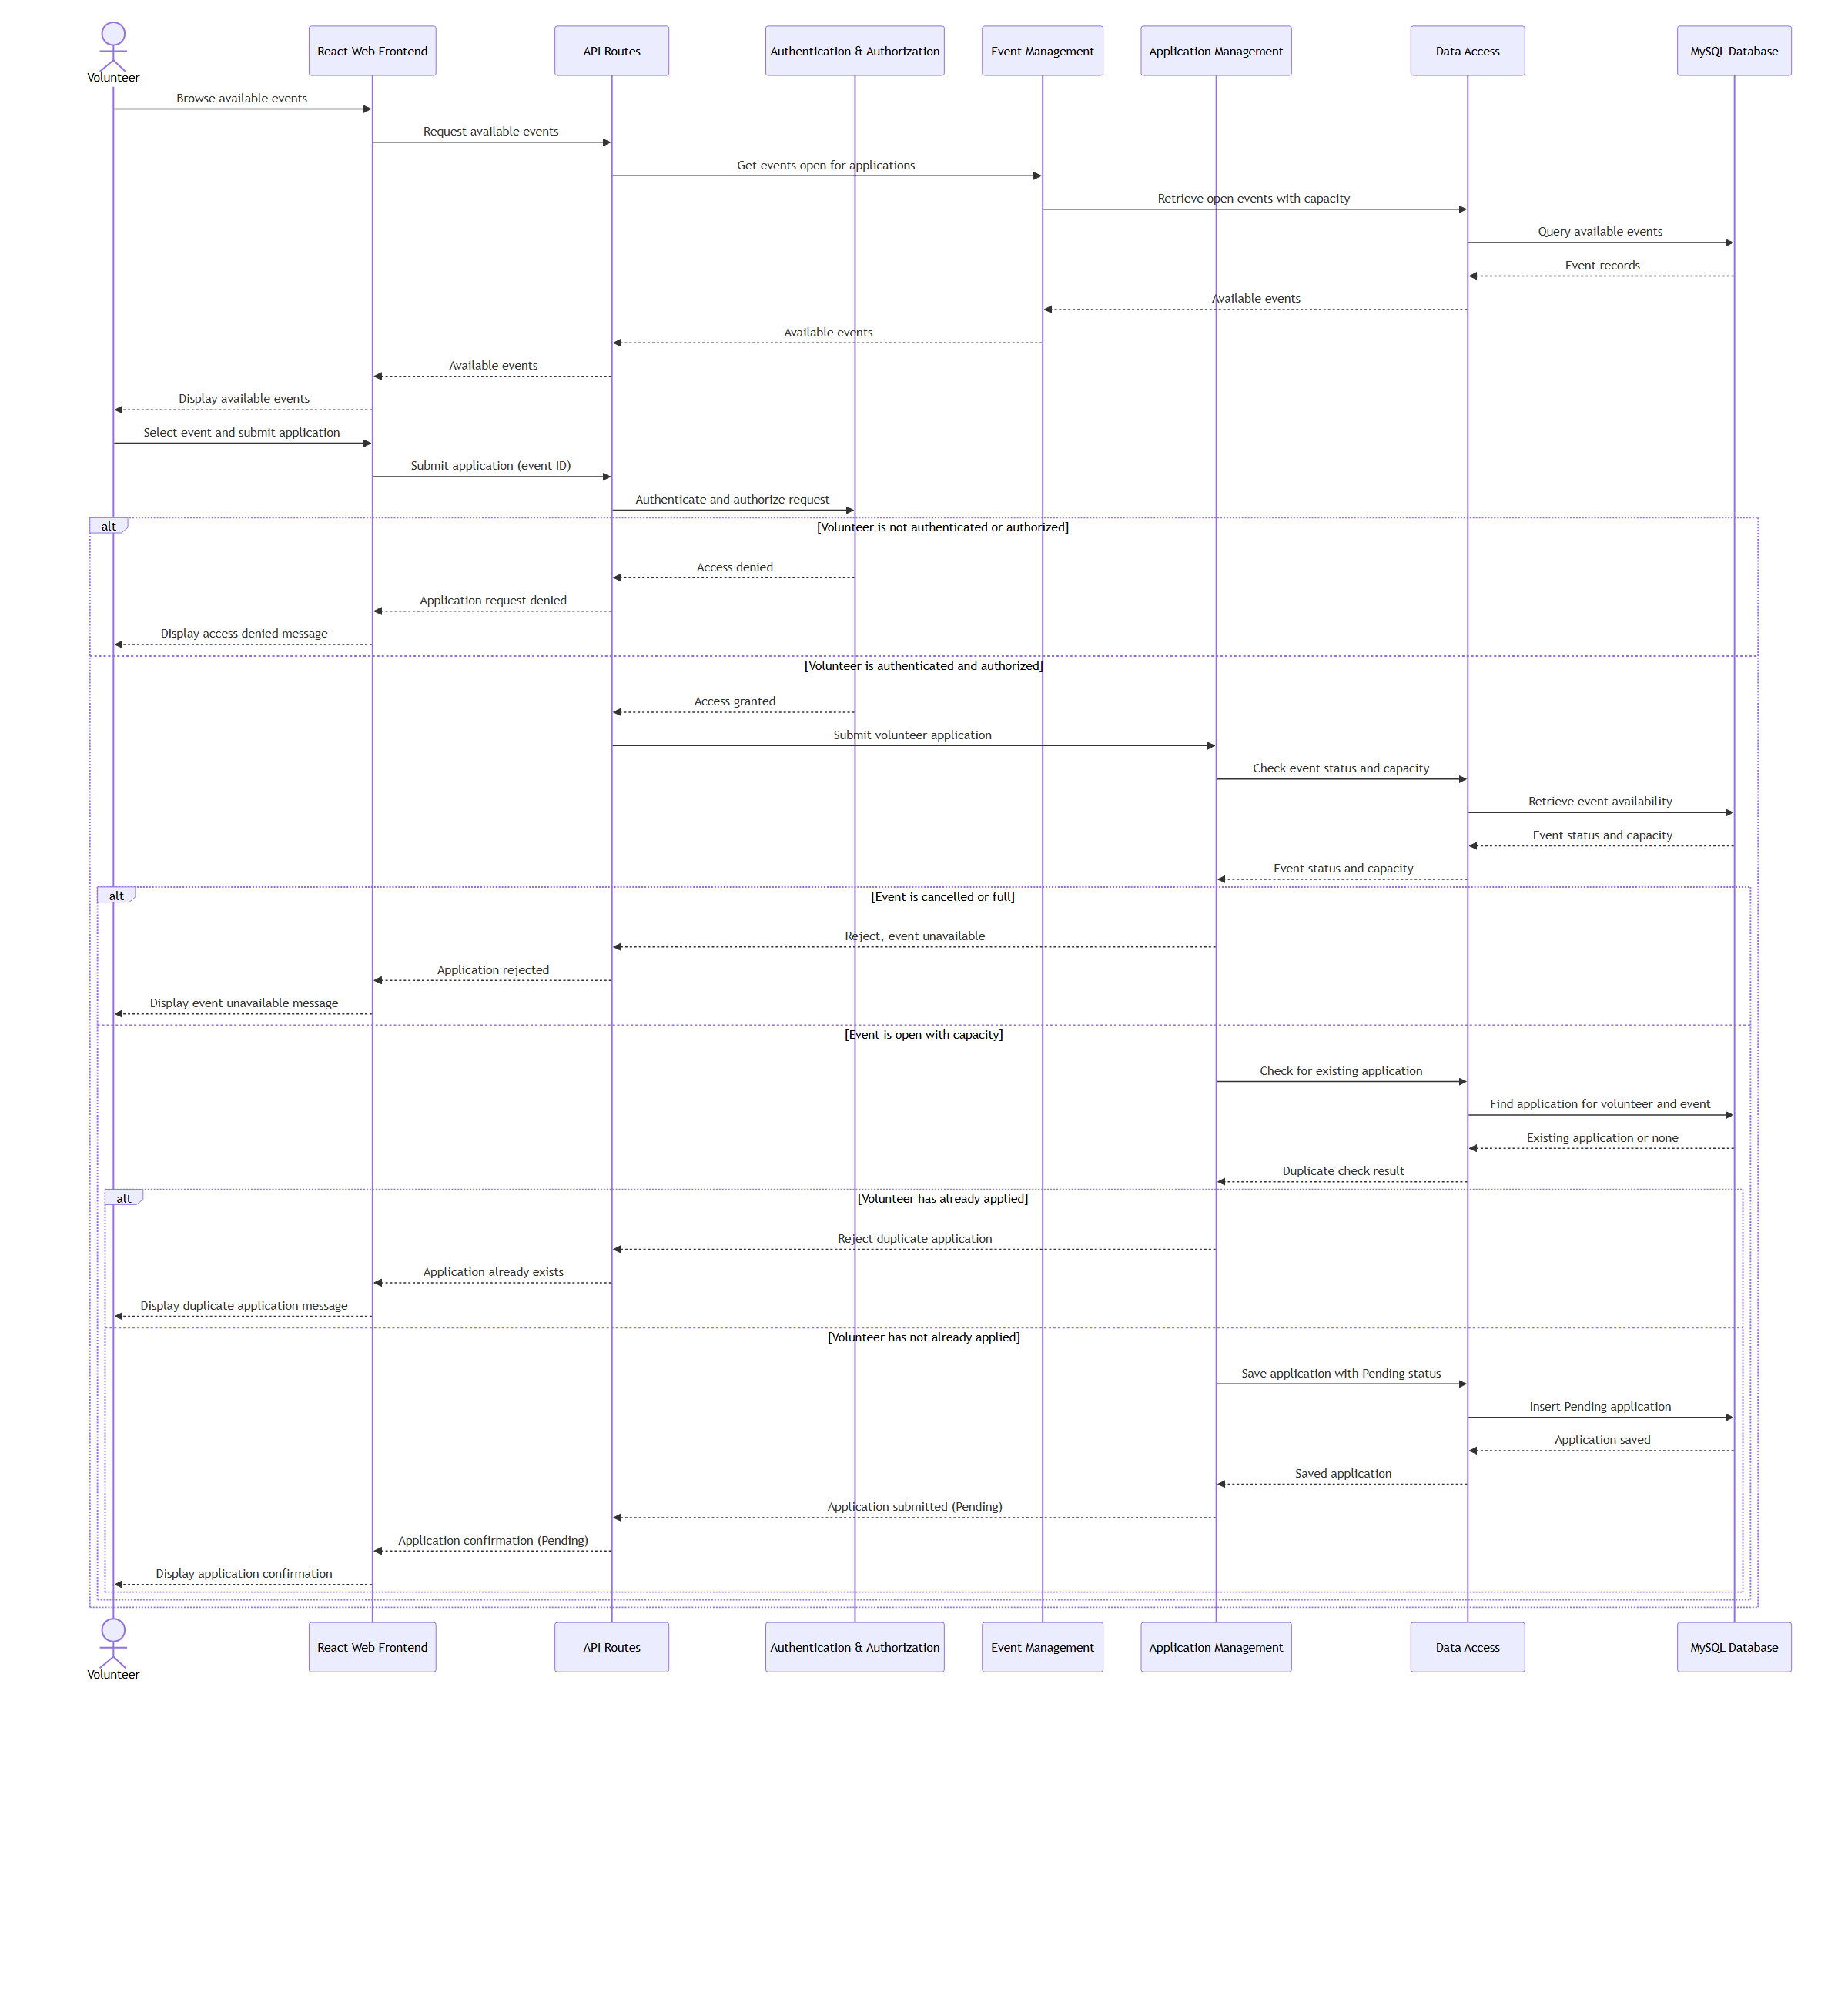 Volunteer
React Web Frontend
API Routes
Authentication & Authorization
Event Management
Application Management
Data Access
MySQL Database
Browse available events
Request available events
Get events open for applications
Retrieve open events with capacity
Query available events
Event records
Available events
Available events
Available events
Display available events
Select event and submit application
Submit application (event ID)
Authenticate and authorize request
alt
[Volunteer is not authenticated or authorized]
Access denied
Application request denied
Display access denied message
[Volunteer is authenticated and authorized]
Access granted
Submit volunteer application
Check event status and capacity
Retrieve event availability
Event status and capacity
Event status and capacity
alt
[Event is cancelled or full]
Reject, event unavailable
Application rejected
Display event unavailable message
[Event is open with capacity]
Check for existing application
Find application for volunteer and event
Existing application or none
Duplicate check result
alt
[Volunteer has already applied]
Reject duplicate application
Application already exists
Display duplicate application message
[Volunteer has not already applied]
Save application with Pending status
Insert Pending application
Application saved
Saved application
Application submitted (Pending)
Application confirmation (Pending)
Display application confirmation
Volunteer
React Web Frontend
API Routes
Authentication & Authorization
Event Management
Application Management
Data Access
MySQL Database